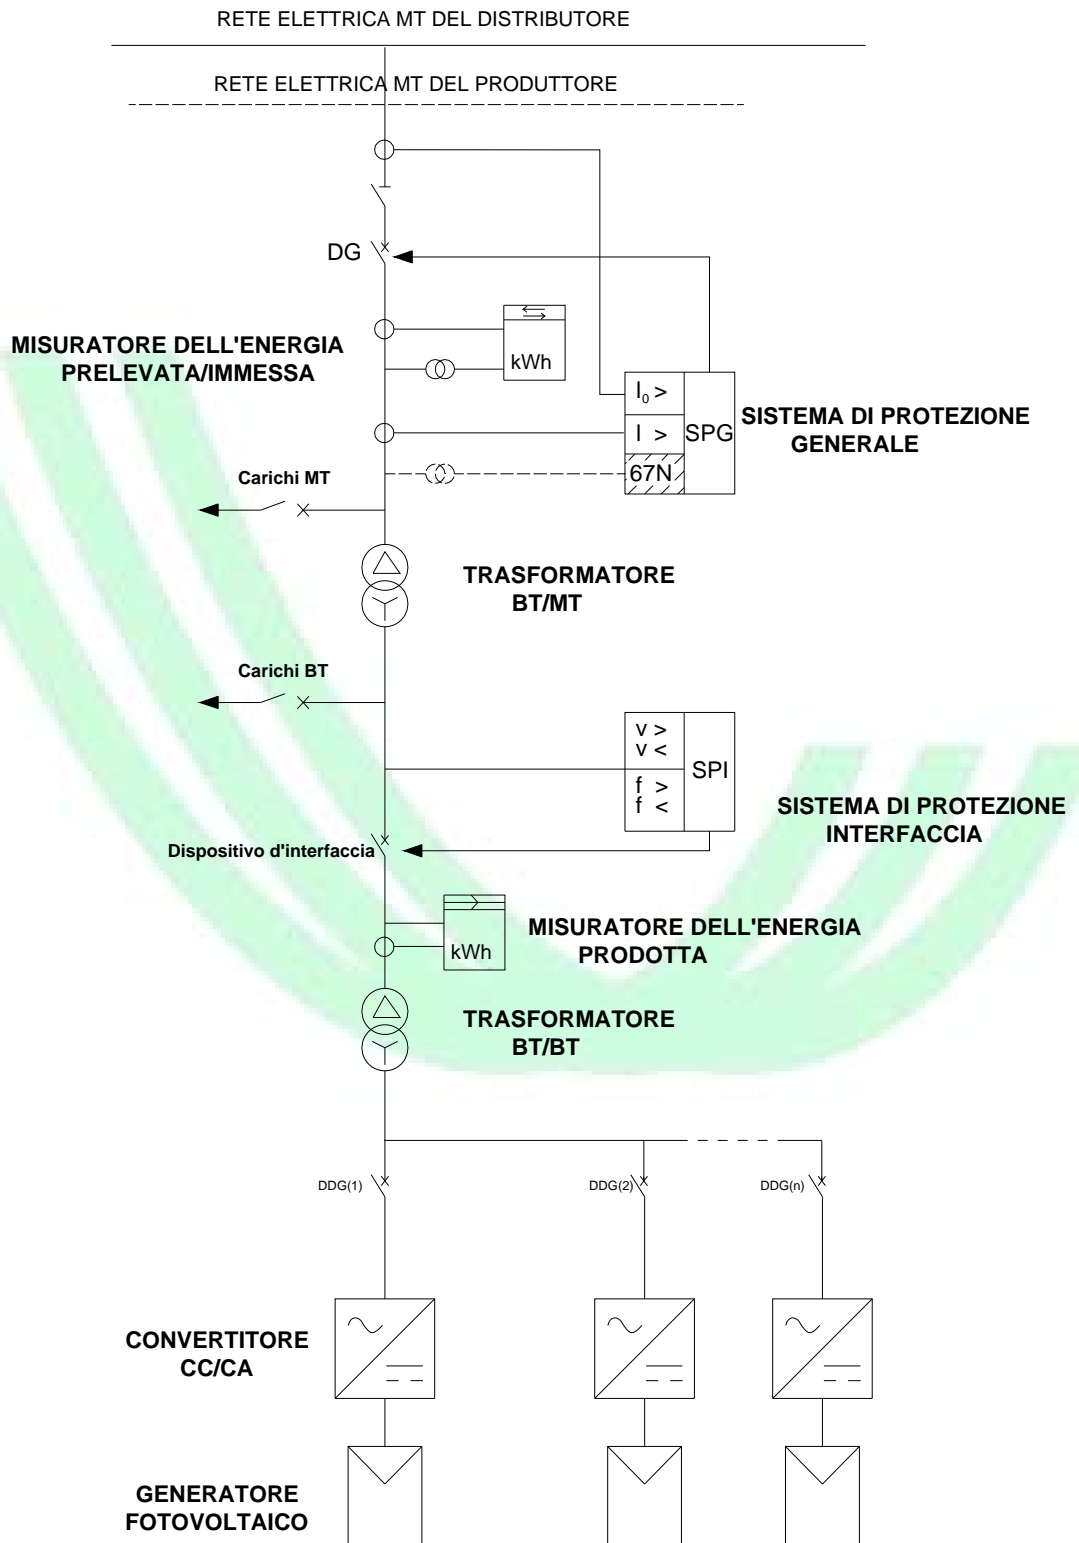 RETE ELETTRICA MT DEL DISTRIBUTORE
RETE ELETTRICA MT DEL PRODUTTORE
DG
MISURATORE DELL'ENERGIA
PRELEVATA/IMMESSA
kWh
I₀ >
I >
67N
SPG
SISTEMA DI PROTEZIONE
GENERALE
Carichi MT
TRASFORMATORE
BT/MT
Carichi BT
v >
v <
f >
f <
SPI
SISTEMA DI PROTEZIONE
INTERFACCIA
Dispositivo d'interfaccia
kWh
MISURATORE DELL'ENERGIA
PRODOTTA
TRASFORMATORE
BT/BT
DDG(1)
DDG(2)
DDG(n)
CONVERTITORE
CC/CA
GENERATORE
FOTOVOLTAICO